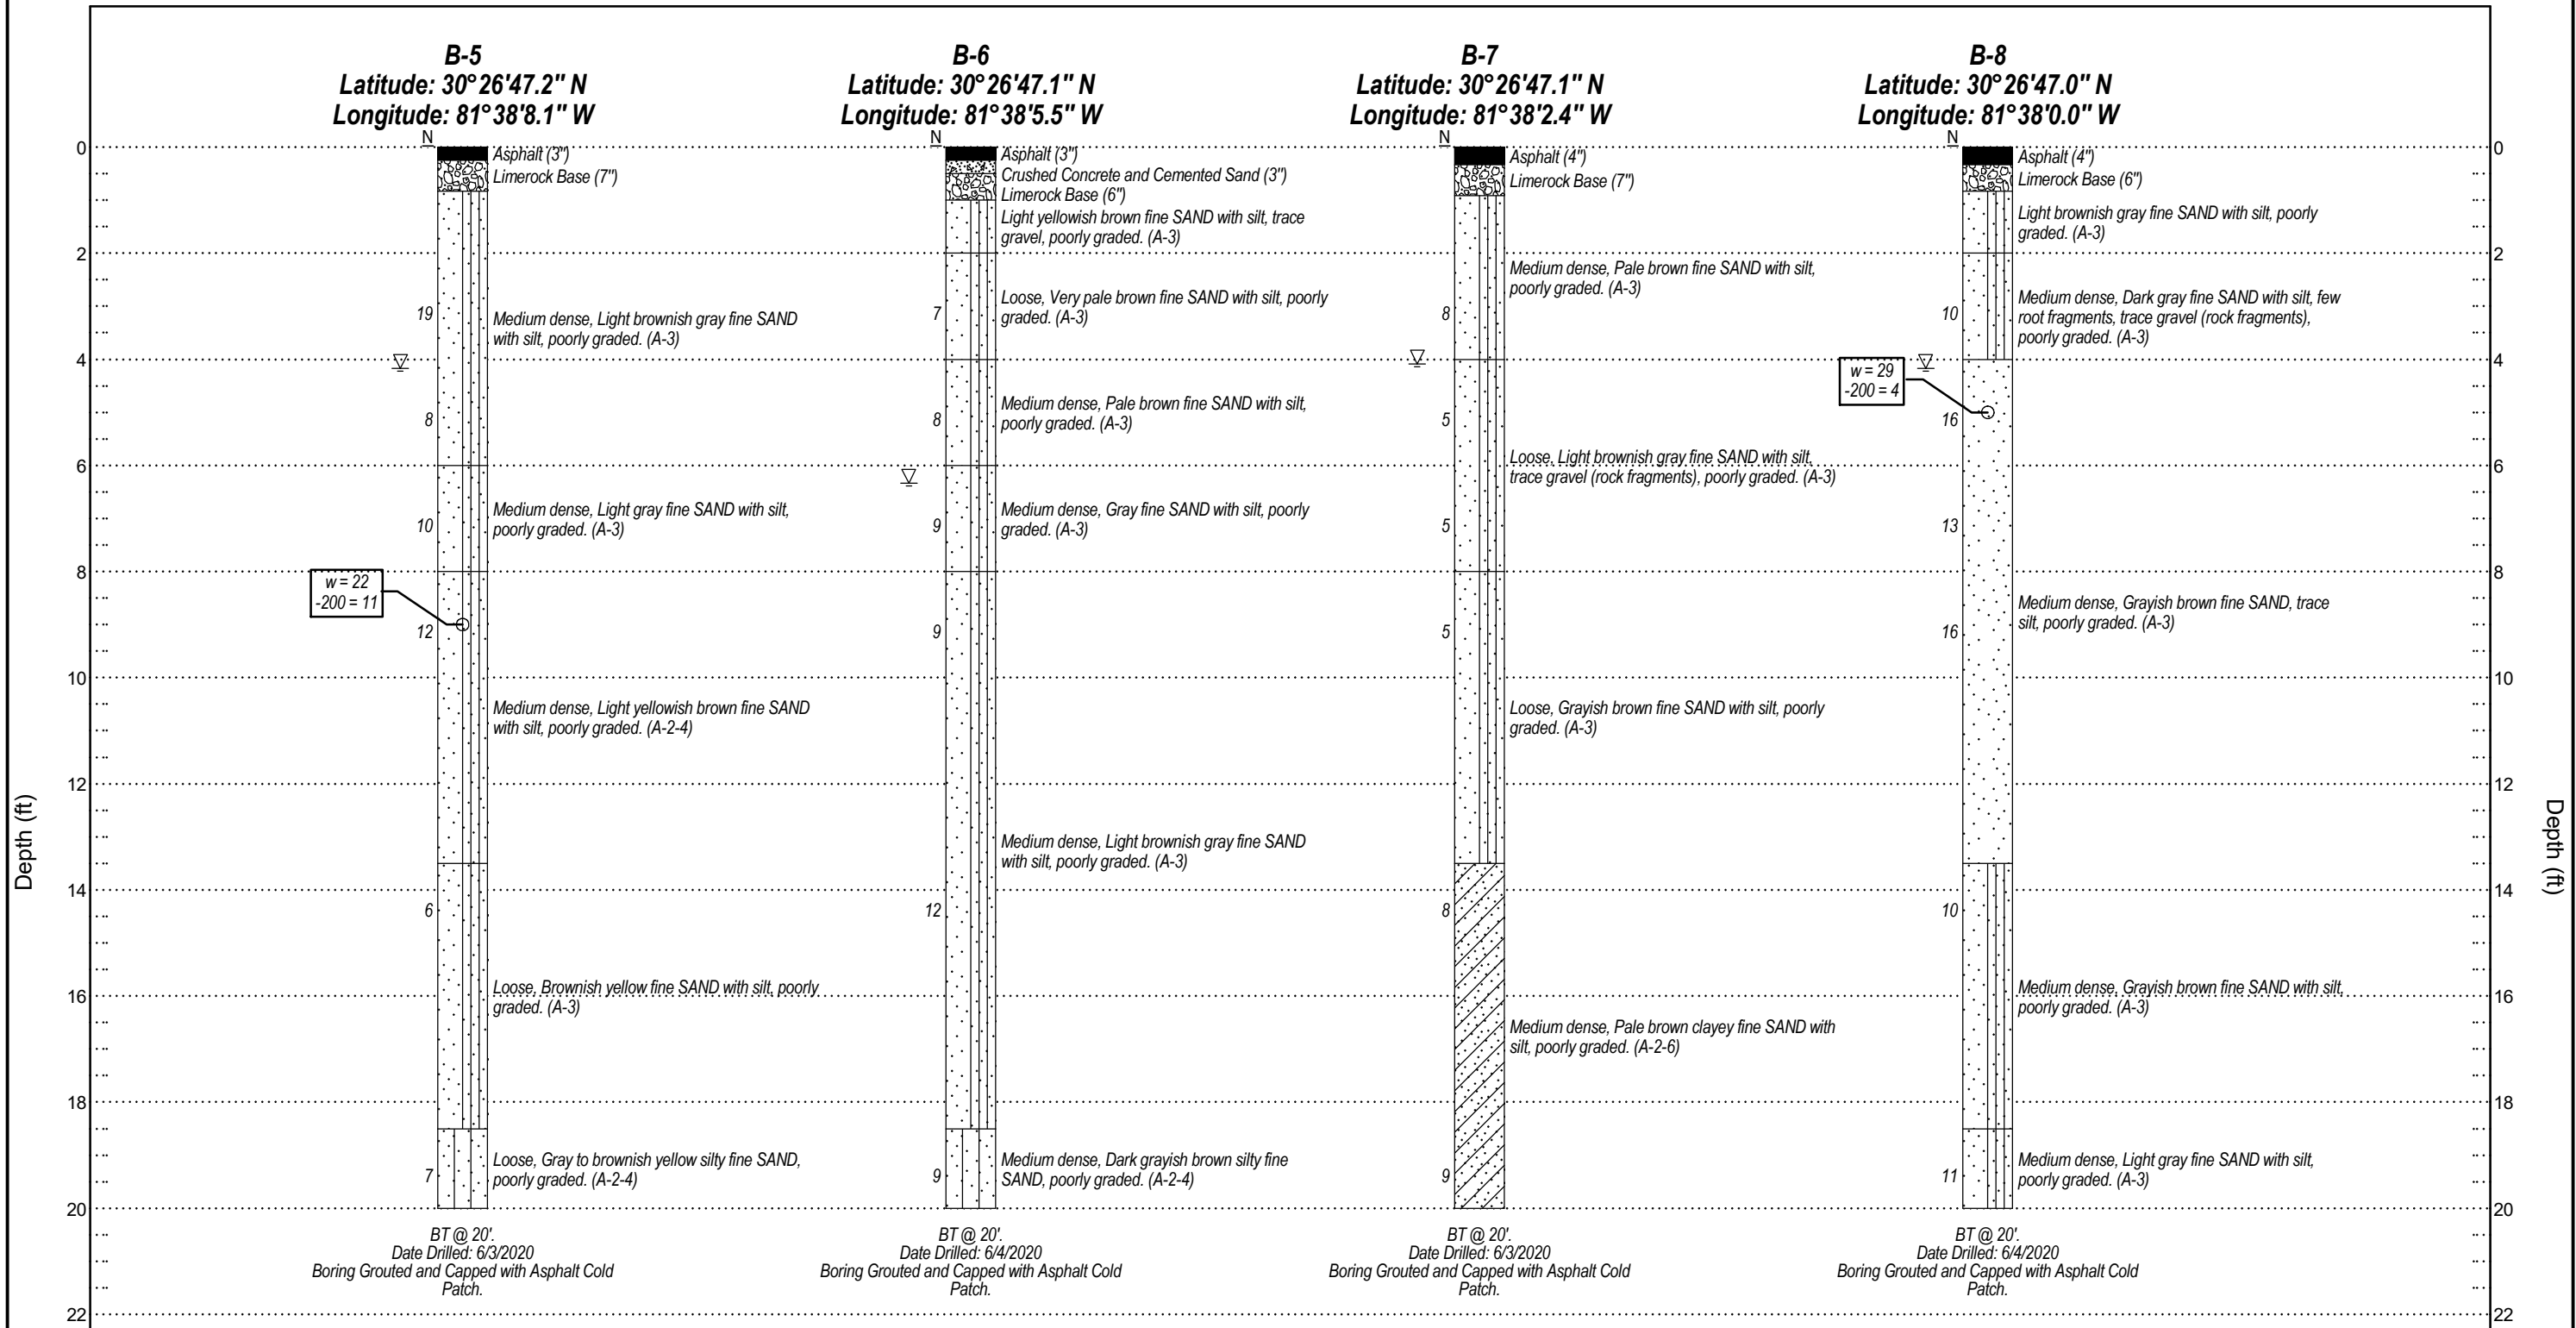 B-5
Latitude: 30°26'47.2" N
Longitude: 81°38'8.1" W
N
Asphalt (3")
Limerock Base (7")
19
Medium dense, Light brownish gray fine SAND
with silt, poorly graded. (A-3)
8
10
Medium dense, Light gray fine SAND with silt,
poorly graded. (A-3)
w = 22
-200 = 11
12
Medium dense, Light yellowish brown fine SAND
with silt, poorly graded. (A-2-4)
6
Loose, Brownish yellow fine SAND with silt, poorly
graded. (A-3)
7
Loose, Gray to brownish yellow silty fine SAND,
poorly graded. (A-2-4)
BT @ 20'.
Date Drilled: 6/3/2020
Boring Grouted and Capped with Asphalt Cold
Patch.
B-6
Latitude: 30°26'47.1" N
Longitude: 81°38'5.5" W
N
Asphalt (3")
Crushed Concrete and Cemented Sand (3")
Limerock Base (6")
Light yellowish brown fine SAND with silt, trace
gravel, poorly graded. (A-3)
7
Loose, Very pale brown fine SAND with silt, poorly
graded. (A-3)
8
Medium dense, Pale brown fine SAND with silt,
poorly graded. (A-3)
9
Medium dense, Gray fine SAND with silt, poorly
graded. (A-3)
9
Medium dense, Light brownish gray fine SAND
with silt, poorly graded. (A-3)
12
9
Medium dense, Dark grayish brown silty fine
SAND, poorly graded. (A-2-4)
BT @ 20'.
Date Drilled: 6/4/2020
Boring Grouted and Capped with Asphalt Cold
Patch.
B-7
Latitude: 30°26'47.1" N
Longitude: 81°38'2.4" W
N
Asphalt (4")
Limerock Base (7")
Medium dense, Pale brown fine SAND with silt,
poorly graded. (A-3)
8
5
Loose, Light brownish gray fine SAND with silt,
trace gravel (rock fragments), poorly graded. (A-3)
5
5
Loose, Grayish brown fine SAND with silt, poorly
graded. (A-3)
8
Medium dense, Pale brown clayey fine SAND with
silt, poorly graded. (A-2-6)
9
BT @ 20'.
Date Drilled: 6/3/2020
Boring Grouted and Capped with Asphalt Cold
Patch.
B-8
Latitude: 30°26'47.0" N
Longitude: 81°38'0.0" W
N
Asphalt (4")
Limerock Base (6")
Light brownish gray fine SAND with silt, poorly
graded. (A-3)
10
Medium dense, Dark gray fine SAND with silt, few
root fragments, trace gravel (rock fragments),
poorly graded. (A-3)
w = 29
-200 = 4
16
13
Medium dense, Grayish brown fine SAND, trace
silt, poorly graded. (A-3)
16
10
Medium dense, Grayish brown fine SAND with silt,
poorly graded. (A-3)
11
Medium dense, Light gray fine SAND with silt,
poorly graded. (A-3)
BT @ 20'.
Date Drilled: 6/4/2020
Boring Grouted and Capped with Asphalt Cold
Patch.
Depth (ft)
0
2
4
6
8
10
12
14
16
18
20
22
Depth (ft)
0
2
4
6
8
10
12
14
16
18
20
22